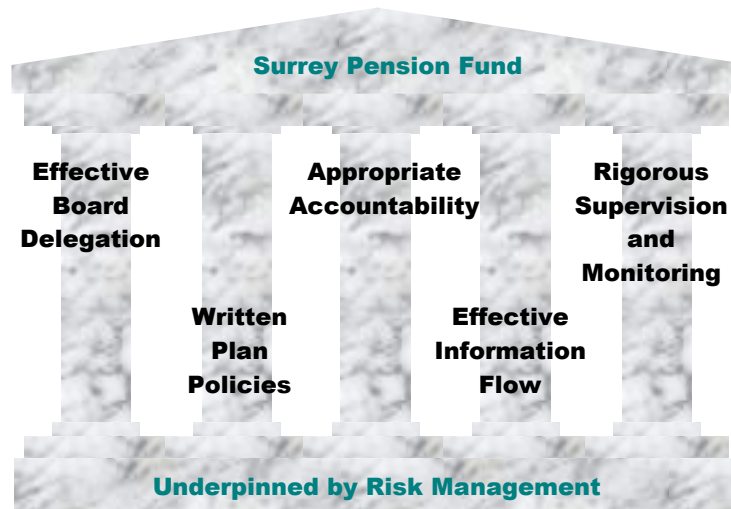 Surrey Pension Fund
Effective
Board
Delegation
Written
Plan
Policies
Appropriate
Accountability
Effective
Information
Flow
Rigorous
Supervision
and
Monitoring
Underpinned by Risk Management